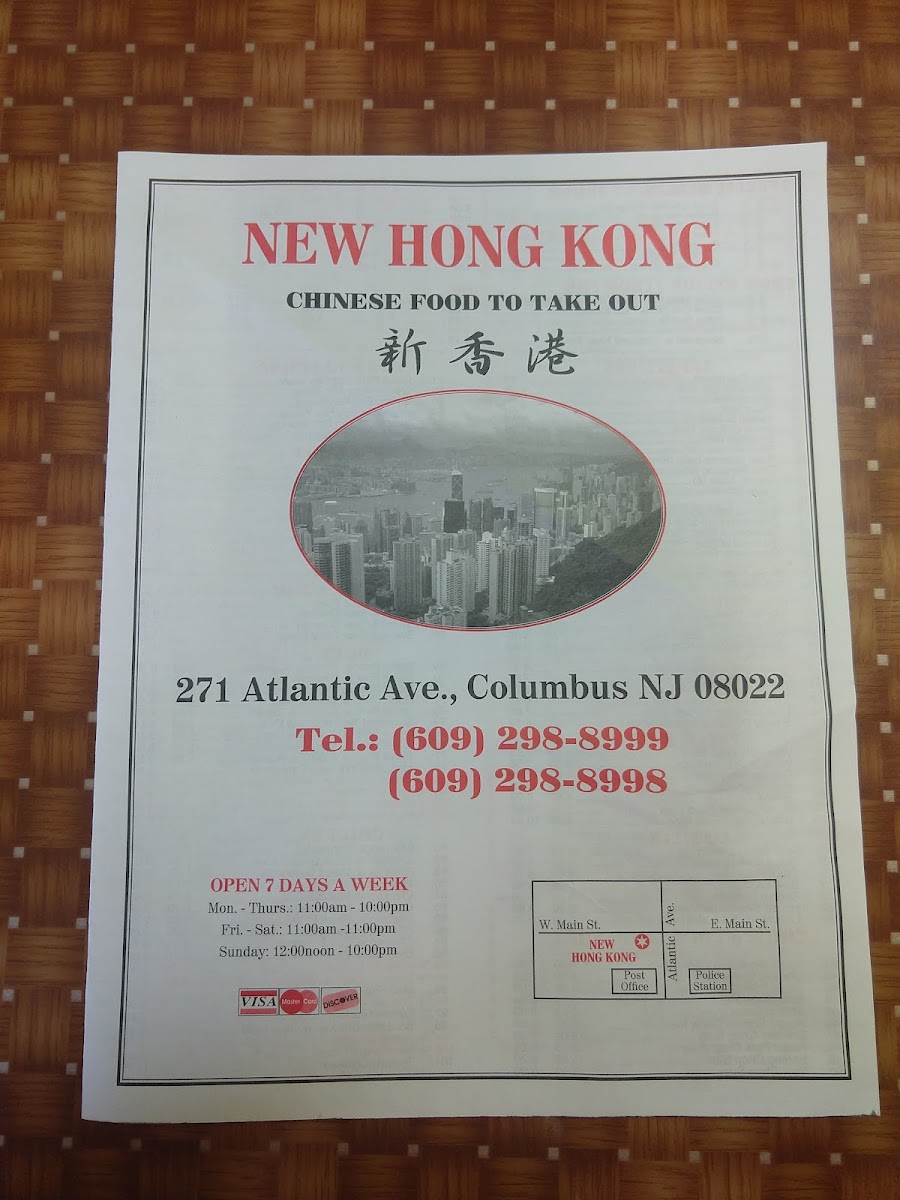 NEW HONG KONG
CHINESE FOOD TO TAKE OUT
新香港
271 Atlantic Ave., Columbus NJ 08022
Tel.: (609) 298-8999
(609) 298-8998
OPEN 7 DAYS A WEEK
Mon. - Thurs.: 11:00am - 10:00pm
Fri. - Sat.: 11:00am -11:00pm
Sunday: 12:00noon - 10:00pm
VISA MasterCard DISCOVER
W. Main St.
Atlantic Ave.
E. Main St.
NEW
HONG KONG
Post
Office
Police
Station